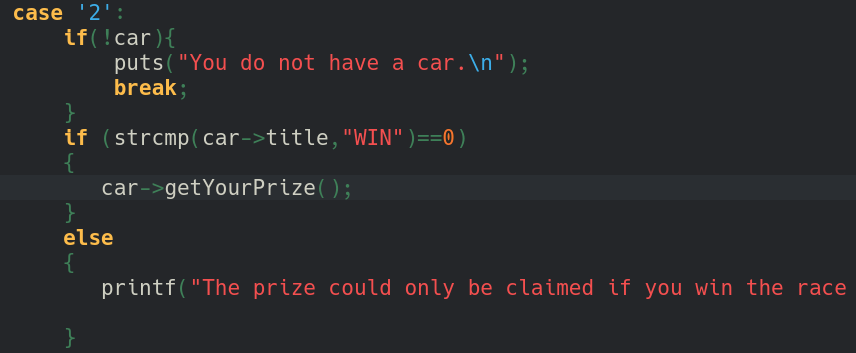 case '2':
    if(!car){
        puts("You do not have a car.\n");
        break;
    }
    if (strcmp(car->title,"WIN")==0)
    {
       car->getYourPrize();
    }
    else
    {
       printf("The prize could only be claimed if you win the race
    }